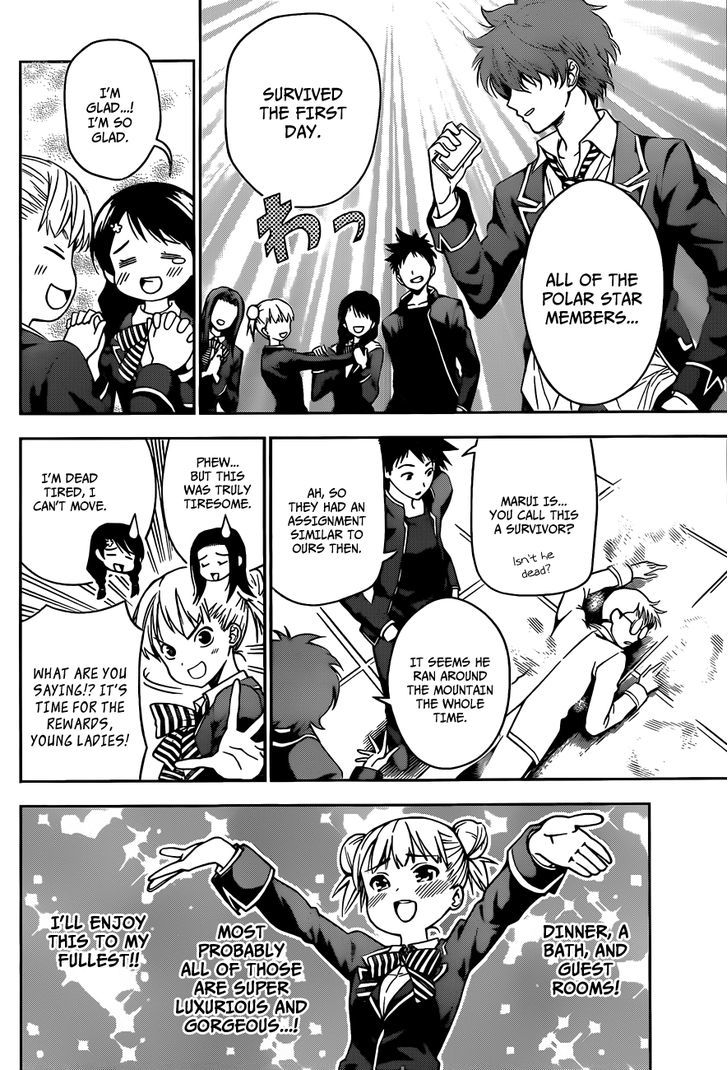 ALL OF THE
POLAR STAR
MEMBERS...
SURVIVED
THE FIRST
DAY.
わっ
I'M
GLAD...!
I'M SO
GLAD.
MARUI IS...
YOU CALL THIS
A SURVIVOR?
Isn't he
dead?
AH, SO
THEY HAD AN
ASSIGNMENT
SIMILAR TO
OURS THEN.
IT SEEMS HE
RAN AROUND
THE MOUNTAIN
THE WHOLE
TIME.
PHEW...
BUT THIS
WAS TRULY
TIRESOME.
I'M DEAD
TIRED, I
CAN'T MOVE.
WHAT ARE YOU
SAYING!? IT'S
TIME FOR THE
REWARDS,
YOUNG LADIES!
DINNER, A
BATH, AND
GUEST
ROOMS!
MOST
PROBABLY
ALL OF THOSE
ARE SUPER
LUXURIOUS AND
GORGEOUS...!
I'LL ENJOY
THIS TO MY
FULLEST!!